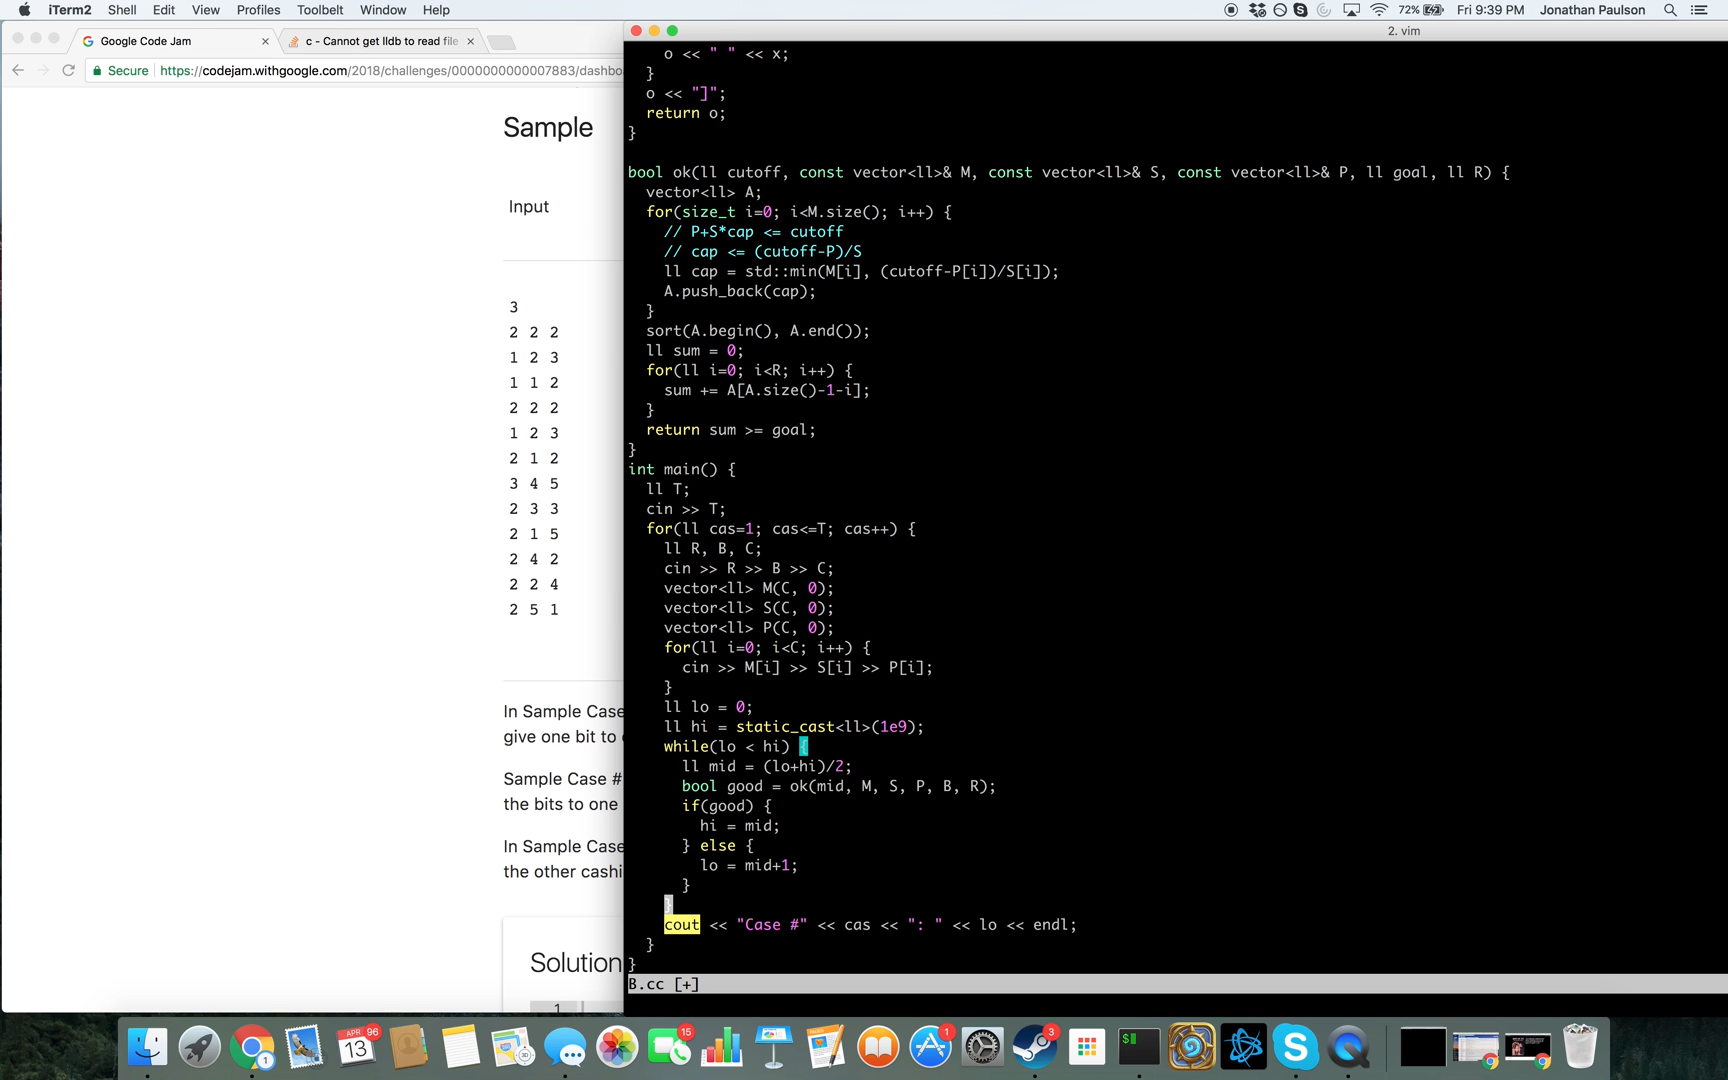 iTerm2 Shell Edit View Profiles Toolbelt Window Help
72% Fri 9:39 PM Jonathan Paulson
Google Code Jam
c - Cannot get lldb to read file
2. vim
Secure https://codejam.withgoogle.com/2018/challenges/0000000000007883/dashbo
Sample
Input
3
2 2 2
1 2 3
1 1 2
2 2 2
1 2 3
2 1 2
3 4 5
2 3 3
2 1 5
2 4 2
2 2 4
2 5 1
In Sample Case
give one bit to
Sample Case #
the bits to one
In Sample Case
the other cashi
Solution
1
o << " " << x;
}
o << "]";
return o;
}
bool ok(ll cutoff, const vector<ll>& M, const vector<ll>& S, const vector<ll>& P, ll goal, ll R) {
vector<ll> A;
for(size_t i=0; i<M.size(); i++) {
// P+S*cap <= cutoff
// cap <= (cutoff-P)/S
ll cap = std::min(M[i], (cutoff-P[i])/S[i]);
A.push_back(cap);
}
sort(A.begin(), A.end());
ll sum = 0;
for(ll i=0; i<R; i++) {
sum += A[A.size()-1-i];
}
return sum >= goal;
}
int main() {
ll T;
cin >> T;
for(ll cas=1; cas<=T; cas++) {
ll R, B, C;
cin >> R >> B >> C;
vector<ll> M(C, 0);
vector<ll> S(C, 0);
vector<ll> P(C, 0);
for(ll i=0; i<C; i++) {
cin >> M[i] >> S[i] >> P[i];
}
ll lo = 0;
ll hi = static_cast<ll>(1e9);
while(lo < hi) {
ll mid = (lo+hi)/2;
bool good = ok(mid, M, S, P, B, R);
if(good) {
hi = mid;
} else {
lo = mid+1;
}
}
cout << "Case #" << cas << ": " << lo << endl;
}
}
B.cc [+]
APR 96
13
15
1
3
$
3D
1